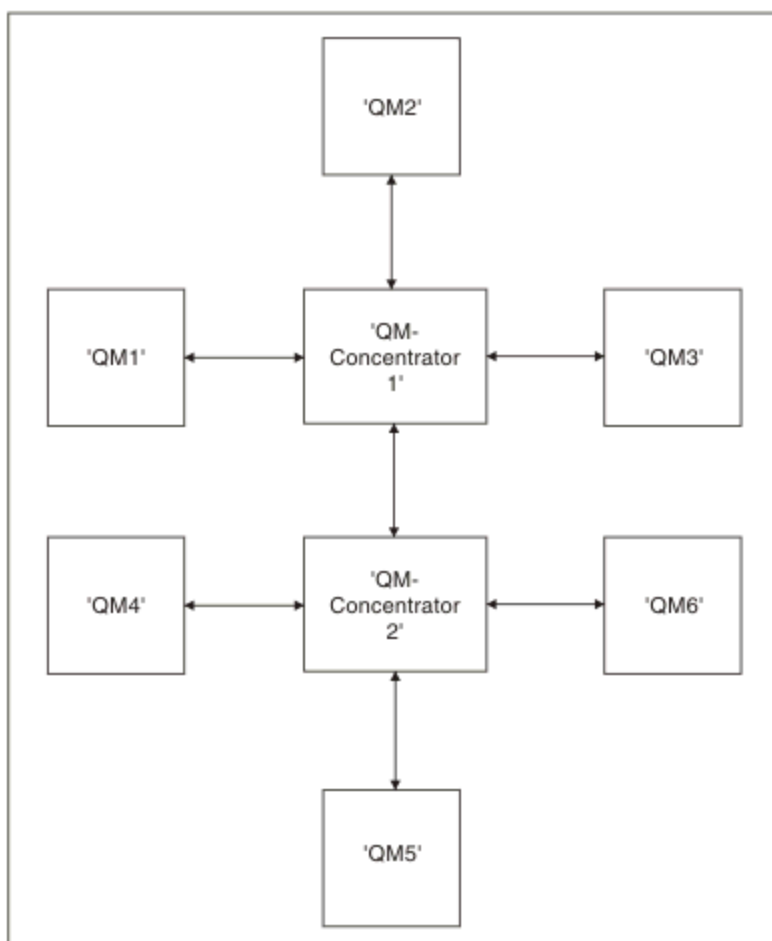 'QM2'
'QM1'
'QM-
Concentrator
1'
'QM3'
'QM4'
'QM-
Concentrator
2'
'QM6'
'QM5'